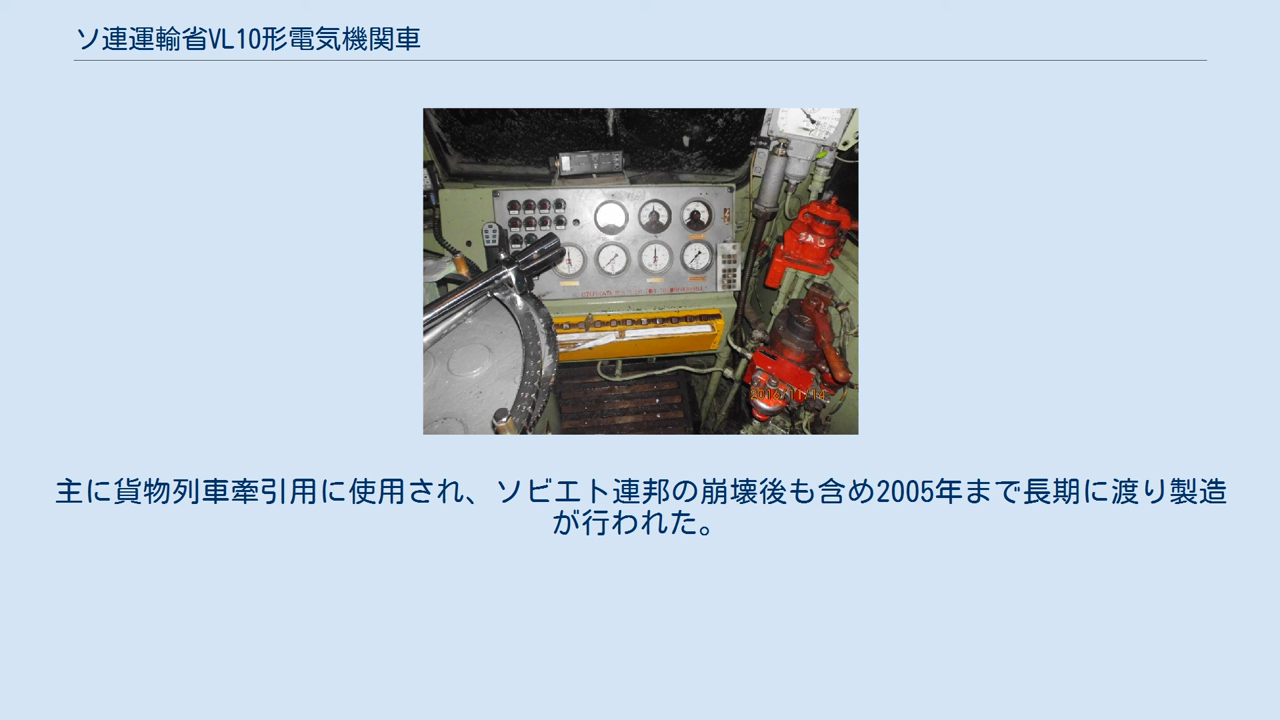 ソ連運輸省VL10形電気機関車
主に貨物列車牽引用に使用され、ソビエト連邦の崩壊後も含め2005年まで長期に渡り製造
が行われた。
2016/11/14